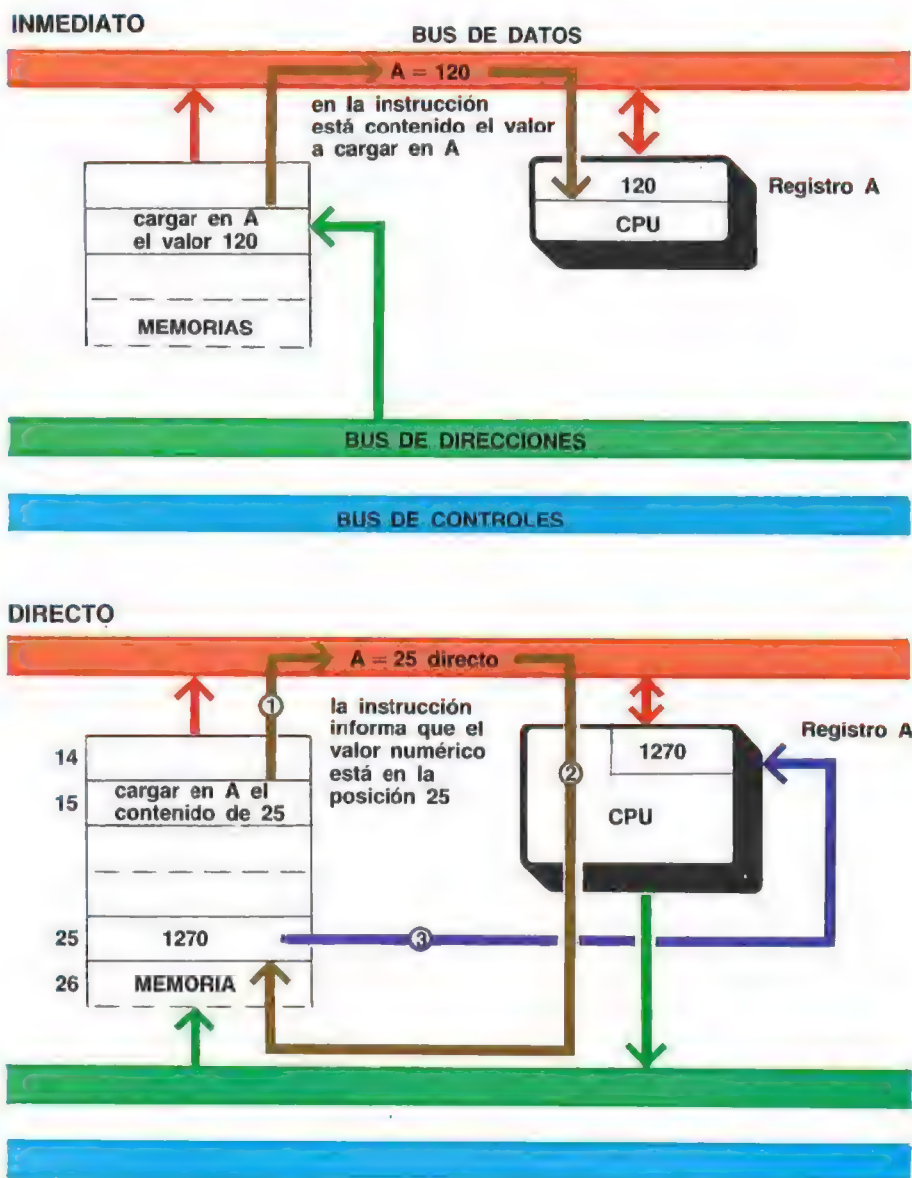 INMEDIATO
BUS DE DATOS
A = 120
en la instrucción
está contenido el valor
a cargar en A
120
Registro A
CPU
cargar en A
el valor 120
MEMORIAS
BUS DE DIRECCIONES
BUS DE CONTROLES
DIRECTO
A = 25 directo
1
la instrucción
informa que el
valor numérico
está en la
posición 25
2
Registro A
1270
CPU
14
15
cargar en A el
contenido de 25
25
1270
3
26
MEMORIA